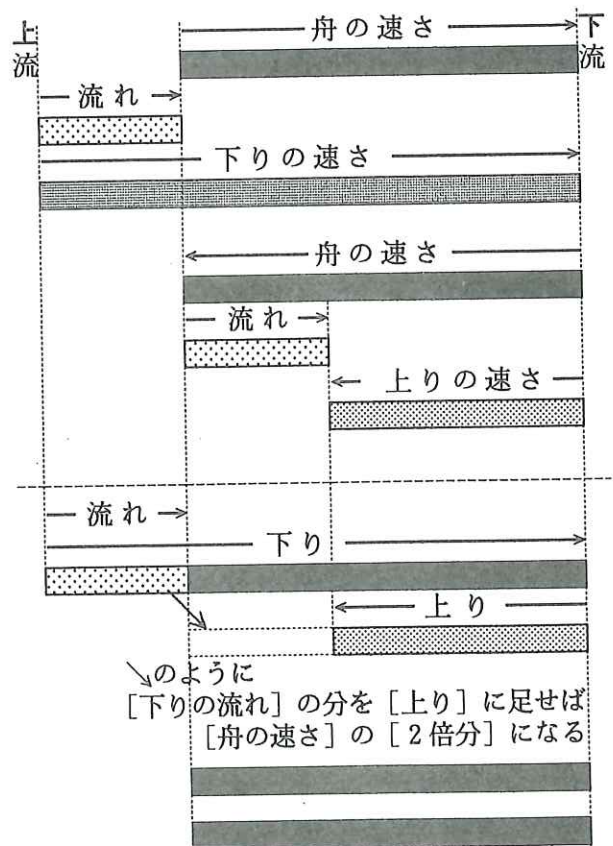 上流
舟の速さ
下流
流れ
下りの速さ
舟の速さ
流れ
上りの速さ
流れ
下り
上り
↘のように
[下りの流れ]の分を[上り]に足せば
[舟の速さ]の[2倍分]になる